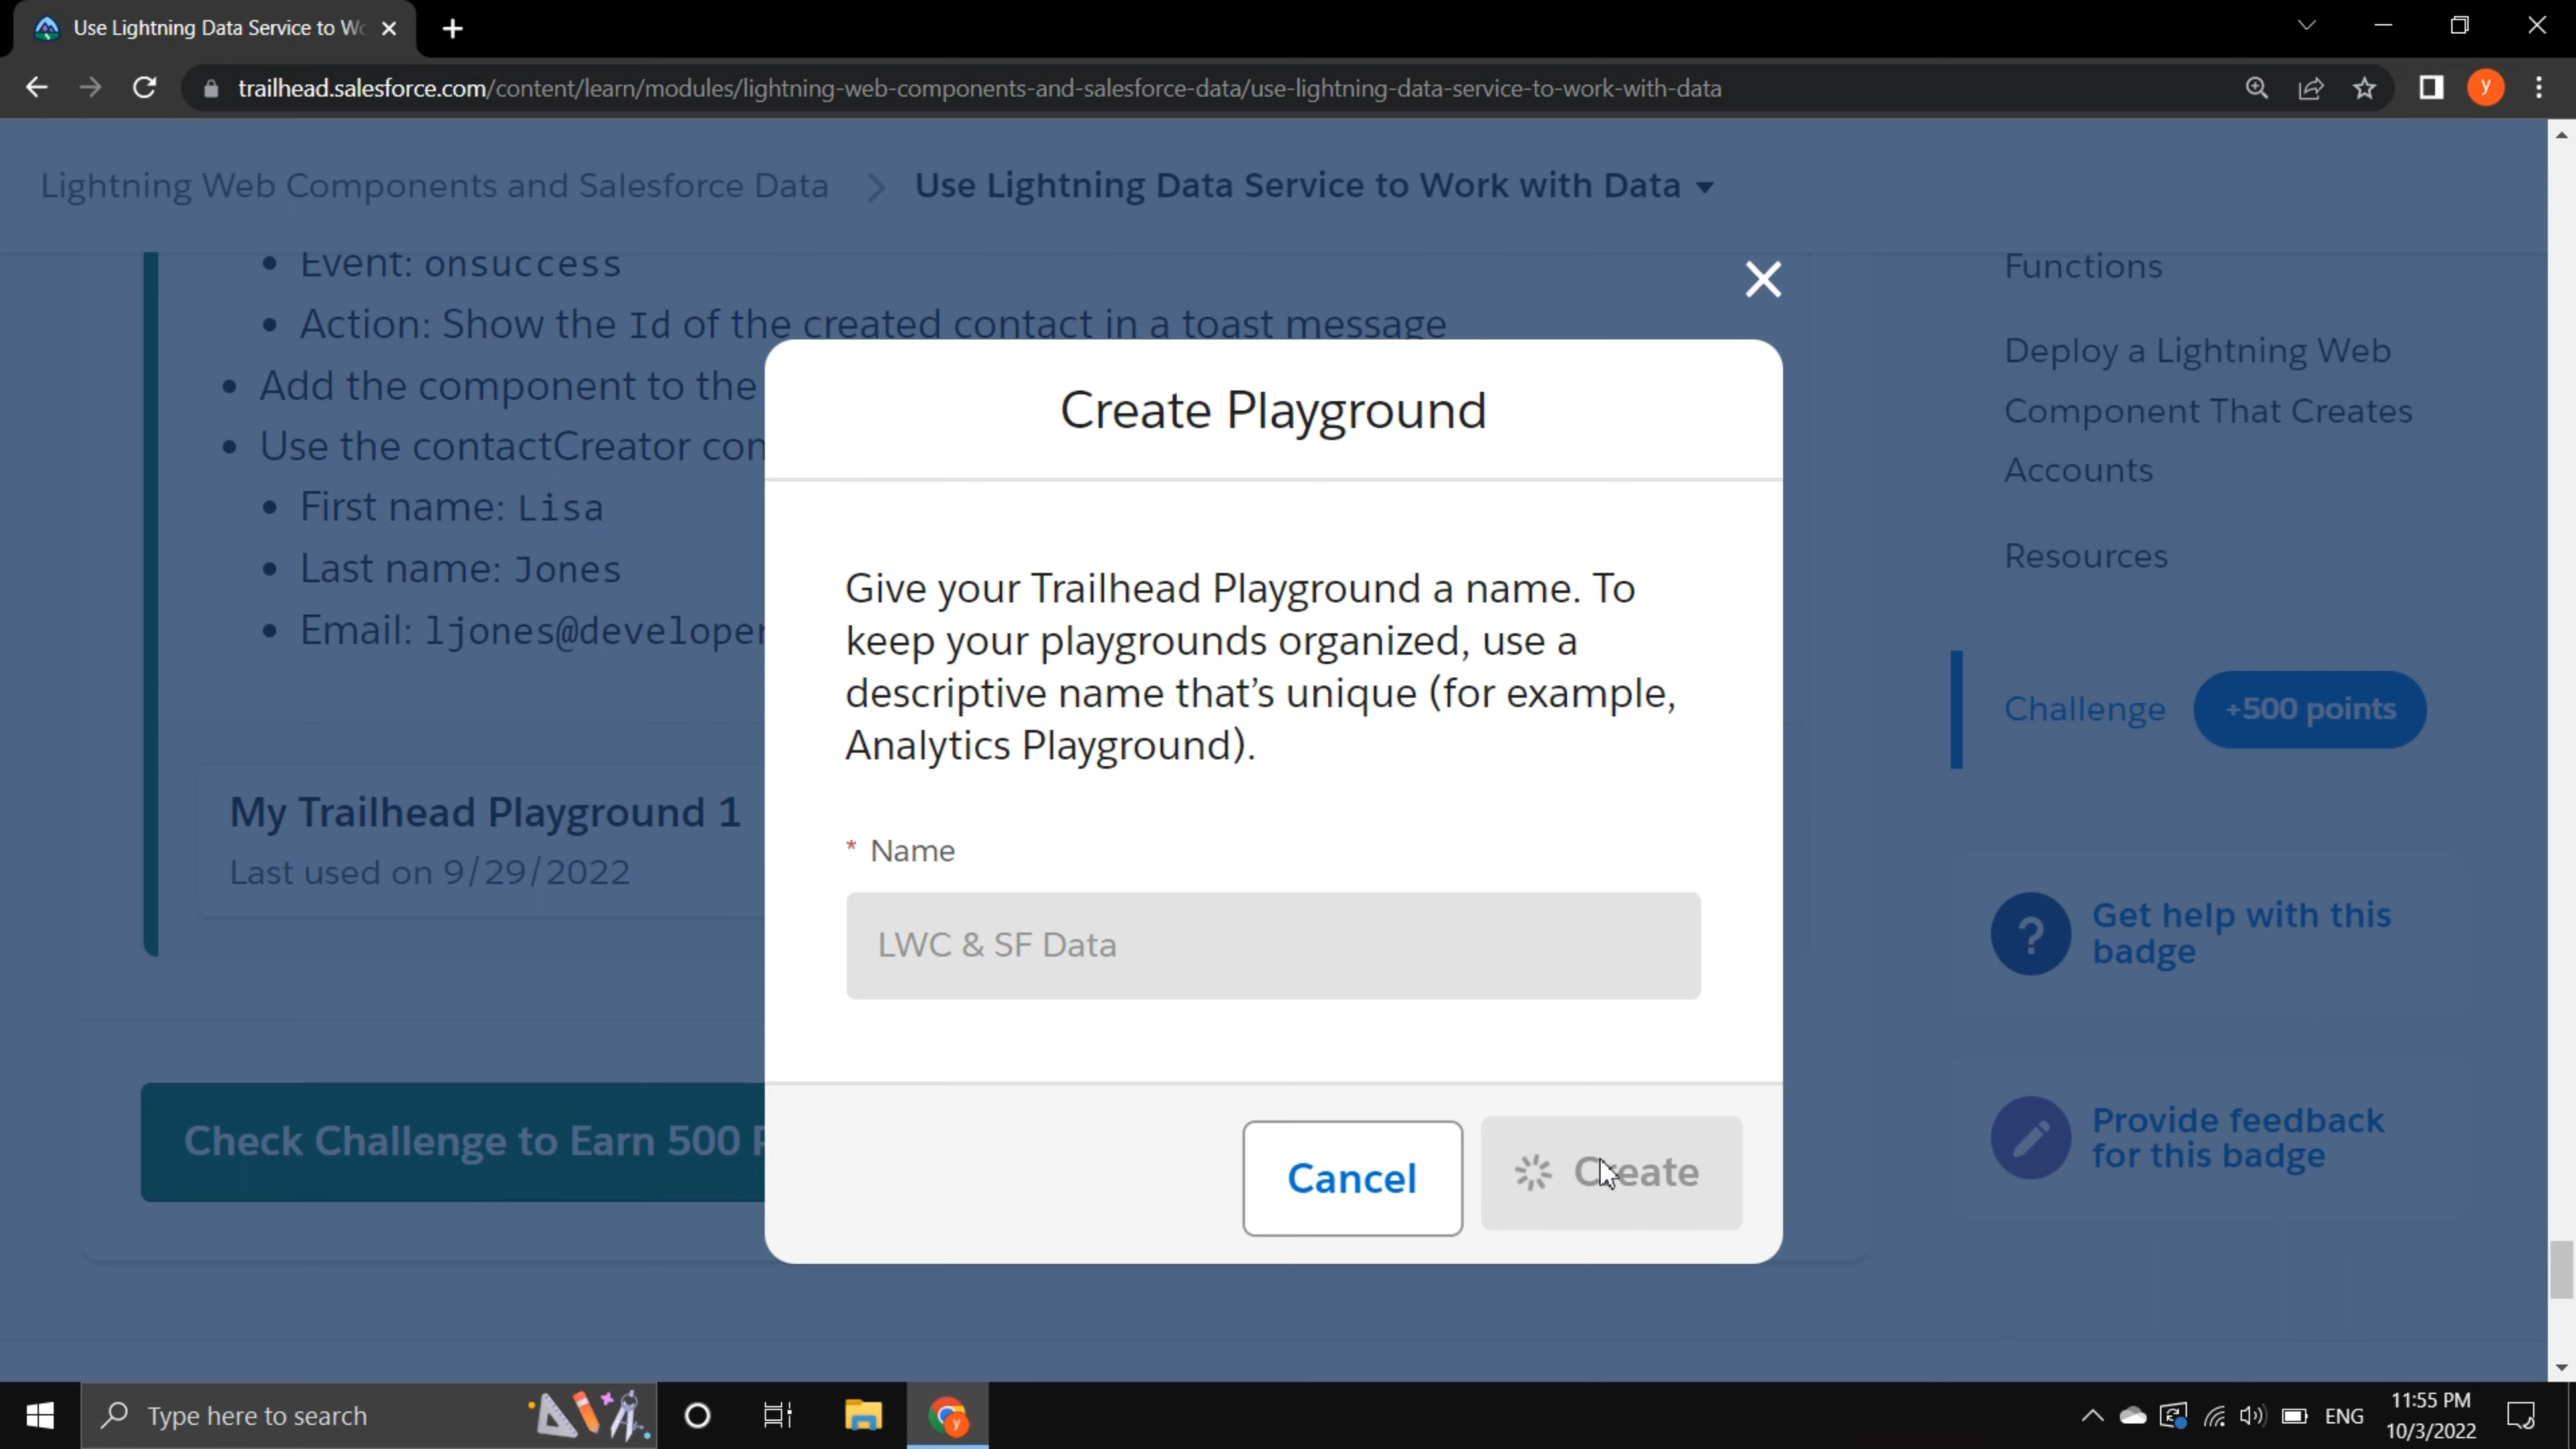 Use Lightning Data Service to Wo
trailhead.salesforce.com/content/learn/modules/lightning-web-components-and-salesforce-data/use-lightning-data-service-to-work-with-data
y
Lightning Web Components and Salesforce Data
Use Lightning Data Service to Work with Data
Event: onsuccess
Action: Show the Id of the created contact in a toast message
Add the component to the
Use the contactCreator con
First name: Lisa
Last name: Jones
Email: ljones@developer
My Trailhead Playground 1
Last used on 9/29/2022
Check Challenge to Earn 500 P
Create Playground
Give your Trailhead Playground a name. To
keep your playgrounds organized, use a
descriptive name that's unique (for example,
Analytics Playground).
* Name
LWC & SF Data
Cancel
Create
Functions
Deploy a Lightning Web
Component That Creates
Accounts
Resources
Challenge
+500 points
?
Get help with this
badge
Provide feedback
for this badge
Type here to search
y
ENG
11:55 PM
10/3/2022